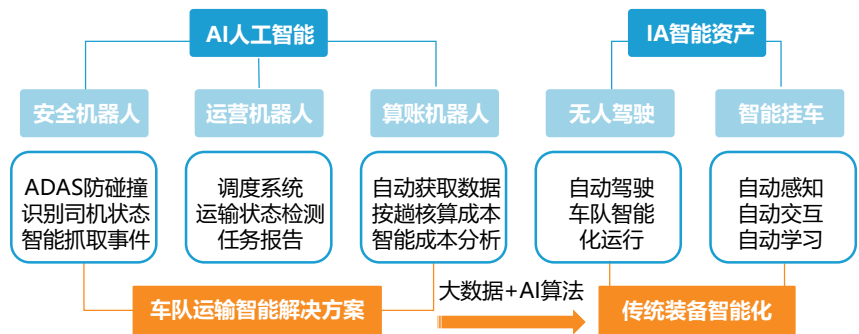 AI人工智能
IA智能资产
安全机器人
运营机器人
算账机器人
无人驾驶
智能挂车
ADAS防碰撞
识别司机状态
智能抓取事件
调度系统
运输状态检测
任务报告
自动获取数据
按趟核算成本
智能成本分析
自动驾驶
车队智能
化运行
自动感知
自动交互
自动学习
车队运输智能解决方案
大数据+AI算法
传统装备智能化